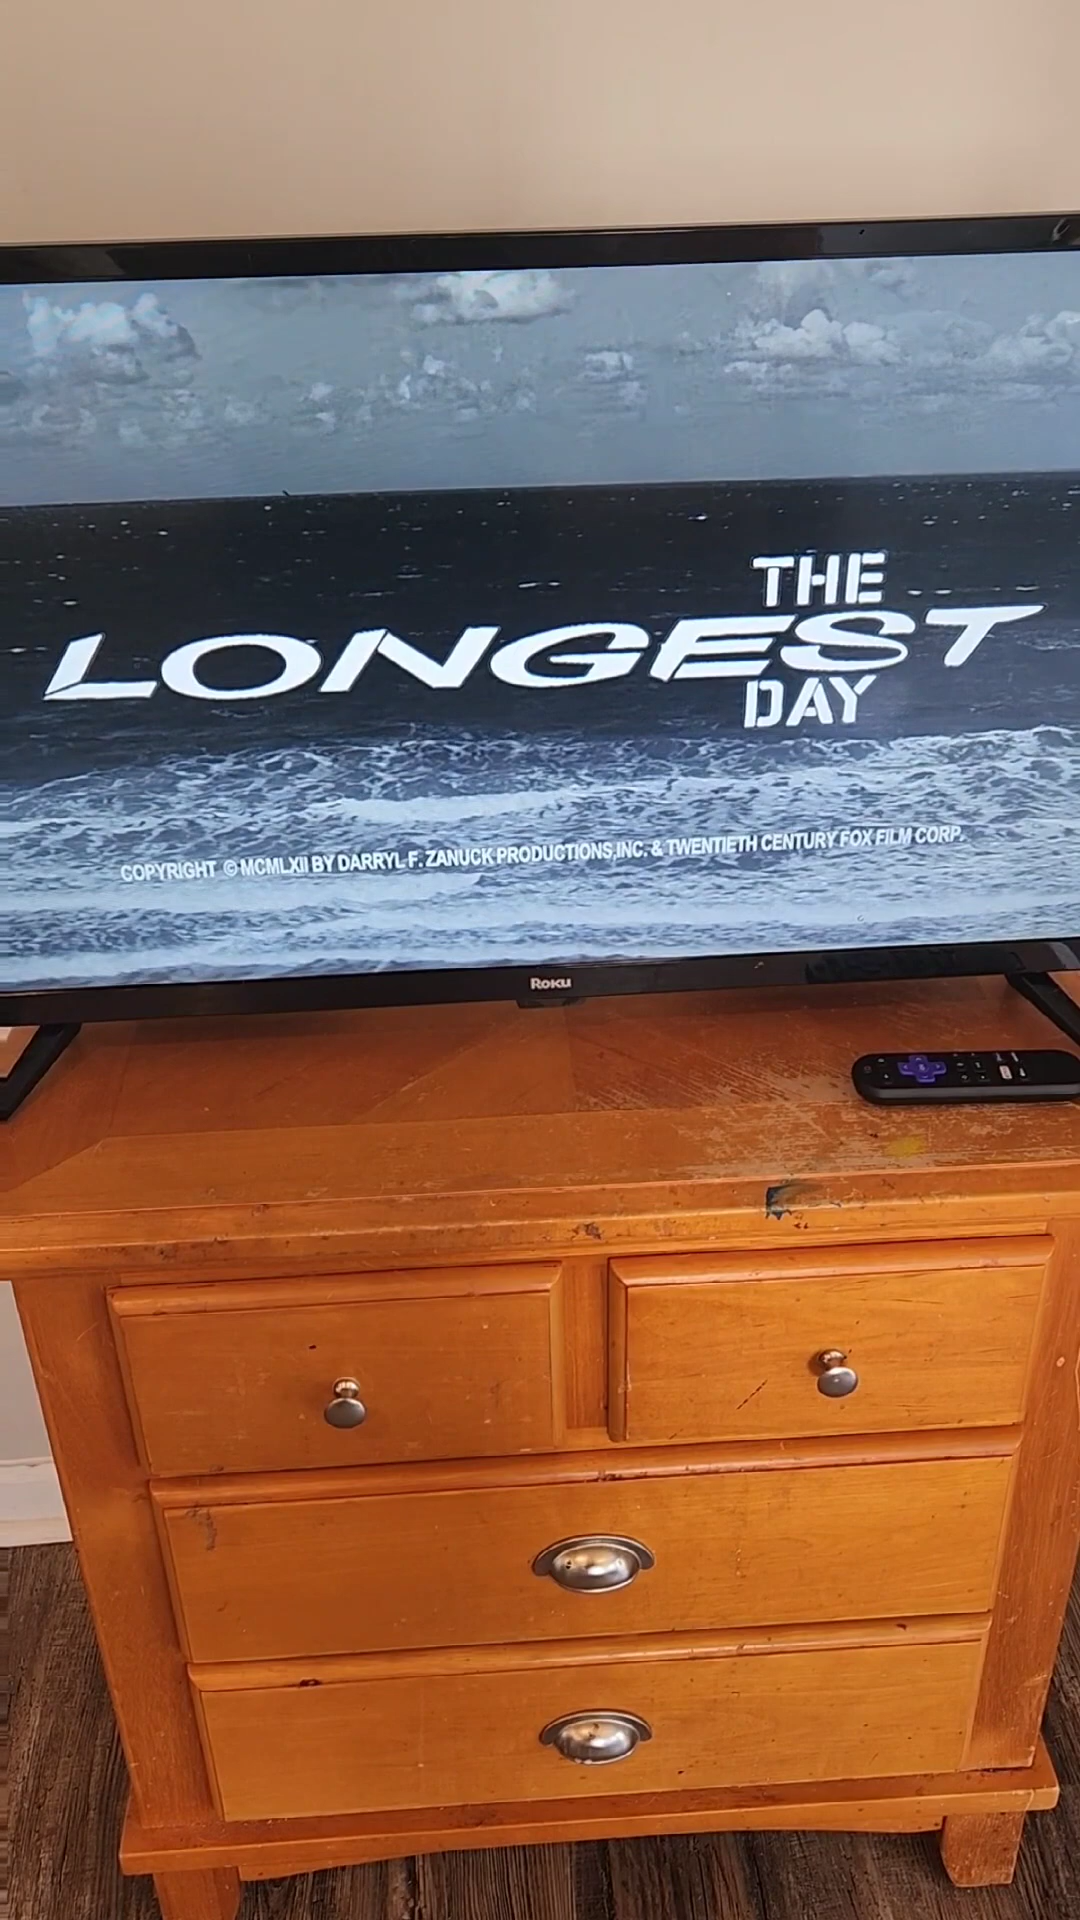 THE
LONGEST
DAY
COPYRIGHT © MCMLXII BY DARRYL F. ZANUCK PRODUCTIONS,INC. & TWENTIETH CENTURY FOX FILM CORP.
Roku